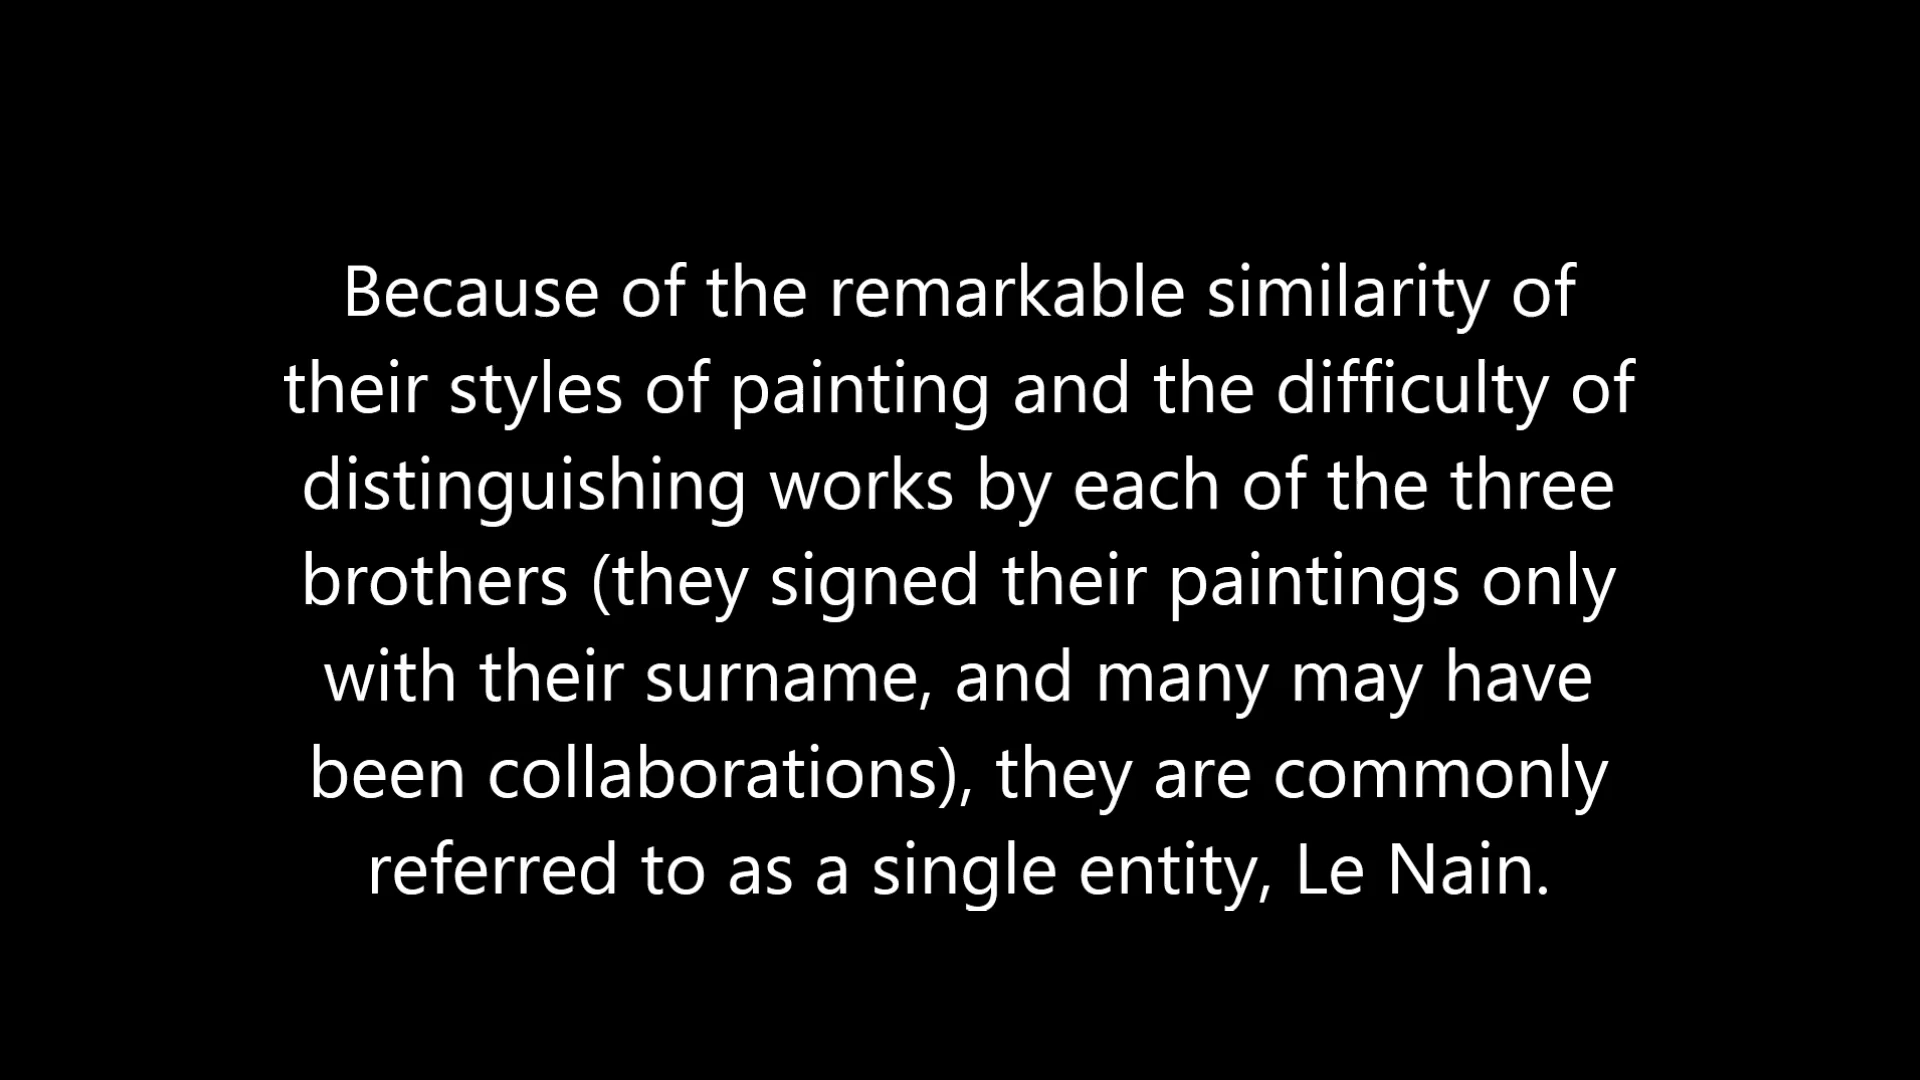 Because of the remarkable similarity of
their styles of painting and the difficulty of
distinguishing works by each of the three
brothers (they signed their paintings only
with their surname, and many may have
been collaborations), they are commonly
referred to as a single entity, Le Nain.